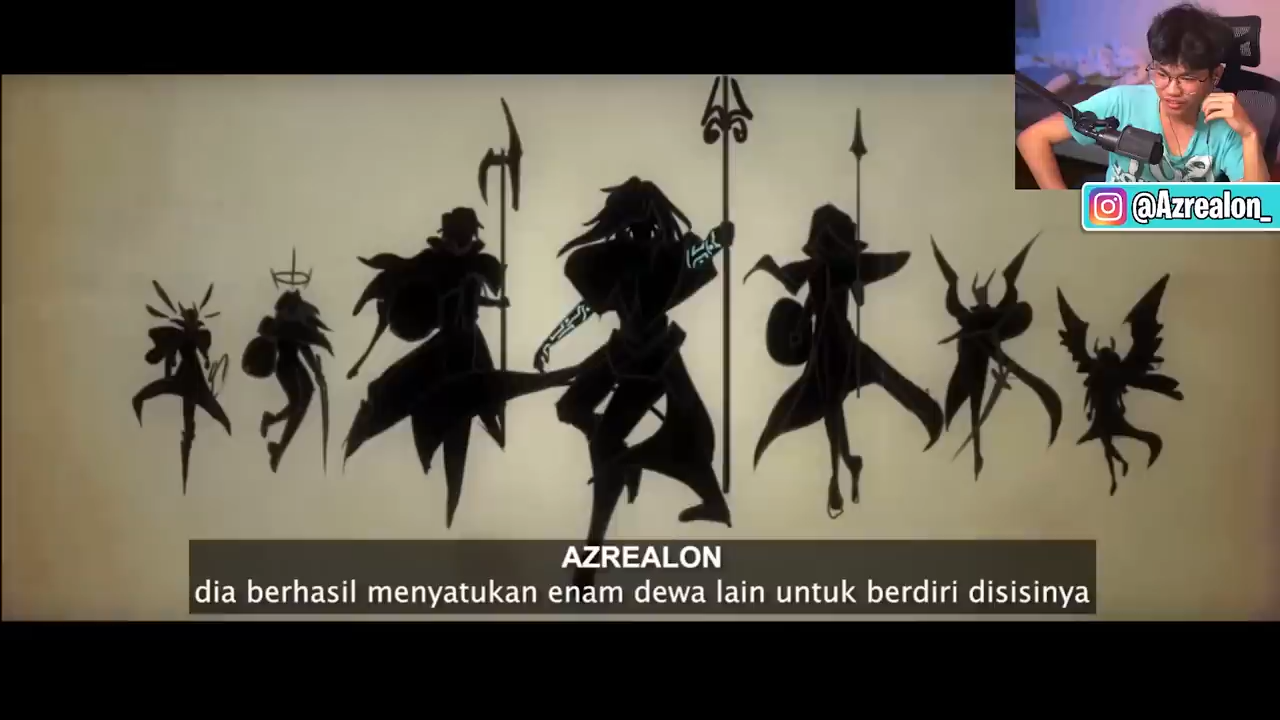 @Azrealon_
AZREALON
dia berhasil menyatukan enam dewa lain untuk berdiri disisinya